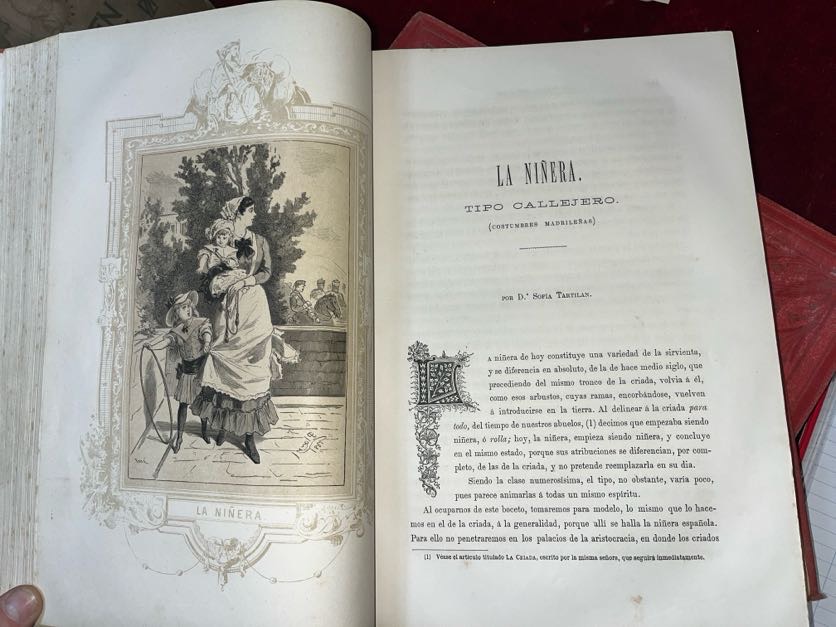 LA NIÑERA
LA NIÑERA.
TIPO CALLEJERO.
(COSTUMBRES MADRILEÑAS)
POR D.ª SOFÍA TARTILAN.
LA niñera de hoy constituye una variedad de la sirvienta,
y se diferencia en absoluto, de la de hace medio siglo, que
precediendo del mismo tronco de la criada, volvia á él,
como esos arbustos, cuyas ramas, encorbándose, vuelven
á introducirse en la tierra. Al delinear á la criada para
todo, del tiempo de nuestros abuelos, (1) decimos que empezaba siendo
niñera, ó rolla; hoy, la niñera, empieza siendo niñera, y concluye
en el mismo estado, porque sus atribuciones se diferencian, por com-
pleto, de las de la criada, y no pretende reemplazarla en su dia.
Siendo la clase numerosísima, el tipo, no obstante, varía poco,
pues parece animarlas á todas un mismo espíritu.
Al ocuparnos de este boceto, tomaremos para modelo, lo mismo que lo hace-
mos en el de la criada, á la generalidad, porque allí se halla la niñera española.
Para ello no penetraremos en los palacios de la aristocracia, en donde los criados
(1) Véase el artículo titulado LA CRIADA, escrito por la misma señora, que seguirá inmediatamente.